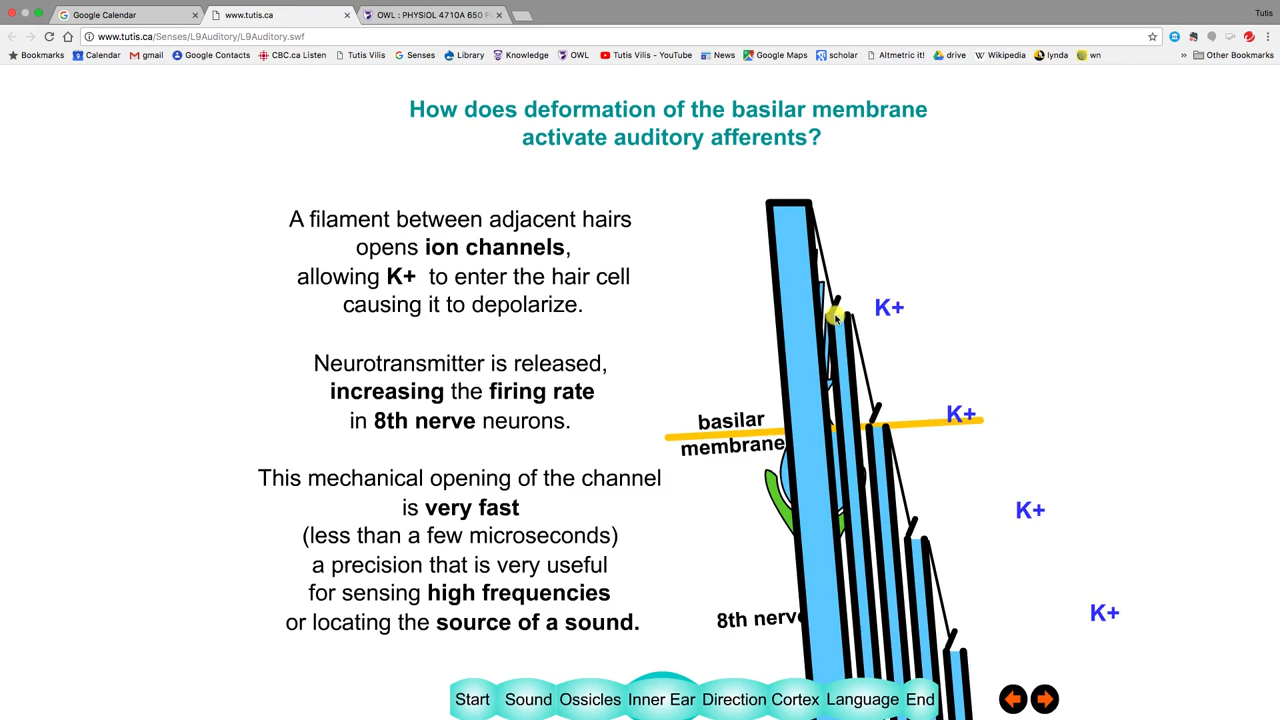 Google Calendar
www.tutis.ca
OWL : PHYSIOL 4710A 650 F
Tutis
www.tutis.ca/Senses/L9Auditory/L9Auditory.swf
Bookmarks Calendar gmail Google Contacts CBC.ca Listen Tutis Vilis Senses Library Knowledge OWL Tutis Vilis - YouTube News Google Maps scholar Altmetric it! drive Wikipedia lynda wn » Other Bookmarks
How does deformation of the basilar membrane
activate auditory afferents?
A filament between adjacent hairs
opens ion channels,
allowing K+ to enter the hair cell
causing it to depolarize.
Neurotransmitter is released,
increasing the firing rate
in 8th nerve neurons.
This mechanical opening of the channel
is very fast
(less than a few microseconds)
a precision that is very useful
for sensing high frequencies
or locating the source of a sound.
K+
K+
basilar
membrane
K+
K+
8th nerve
Start Sound Ossicles Inner Ear Direction Cortex Language End